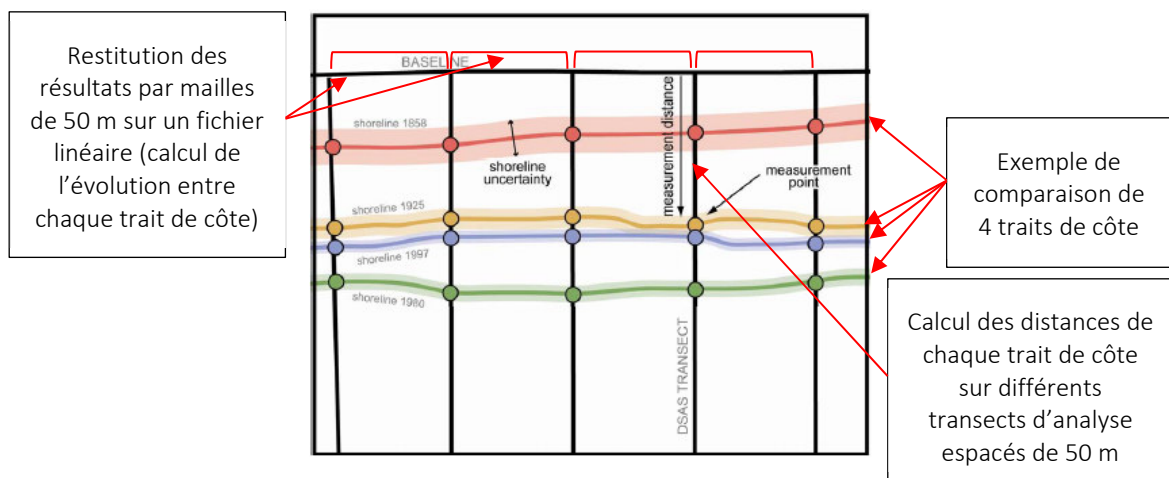 Restitution des
résultats par mailles
de 50 m sur un fichier
linéaire (calcul de
l’évolution entre
chaque trait de côte)
BASELINE
shoreline 1858
shoreline
uncertainty
measurement distance
measurement
point
shoreline 1925
shoreline 1997
shoreline 1980
DSAS TRANSECT
Exemple de
comparaison de
4 traits de côte
Calcul des distances de
chaque trait de côte
sur différents
transects d’analyse
espacés de 50 m